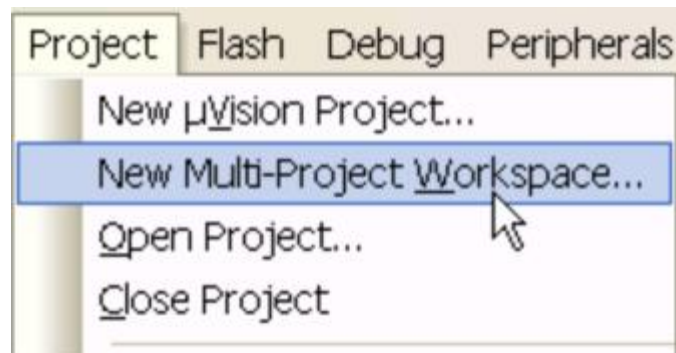 Project Flash Debug Peripherals
New µVision Project...
New Multi-Project Workspace...
Open Project...
Close Project